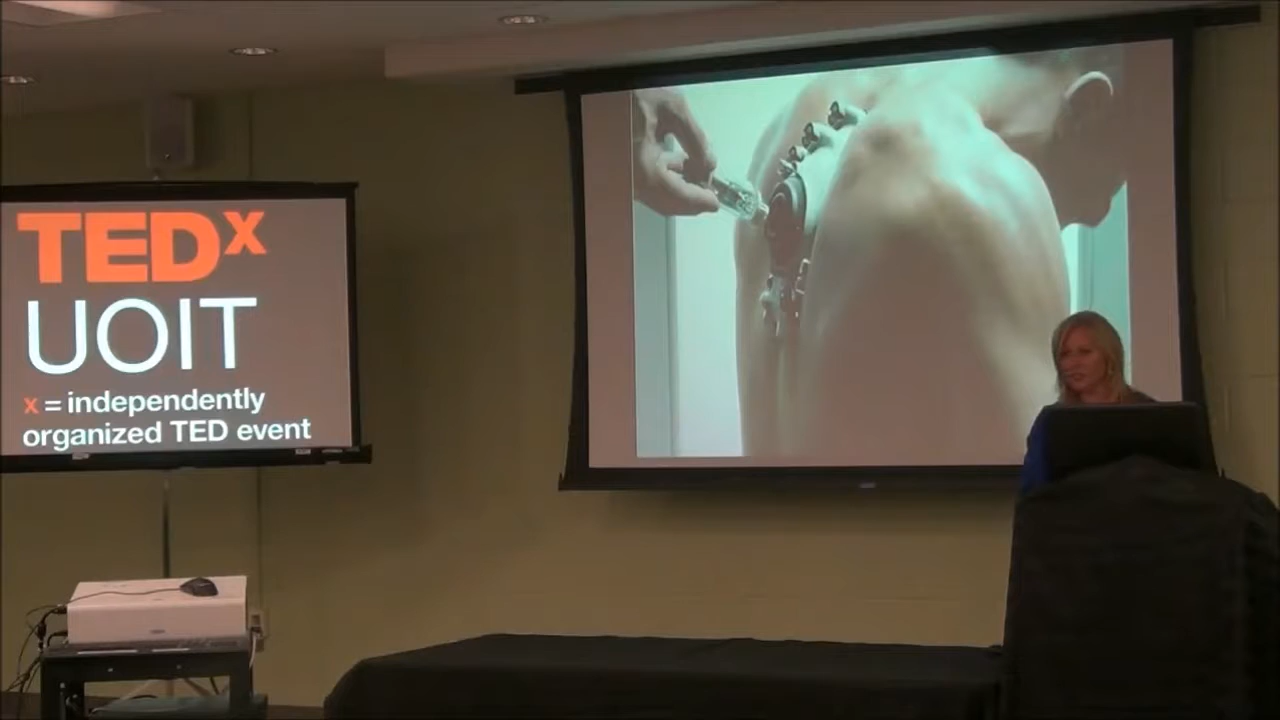 TEDx
UOIT
x = independently
organized TED event